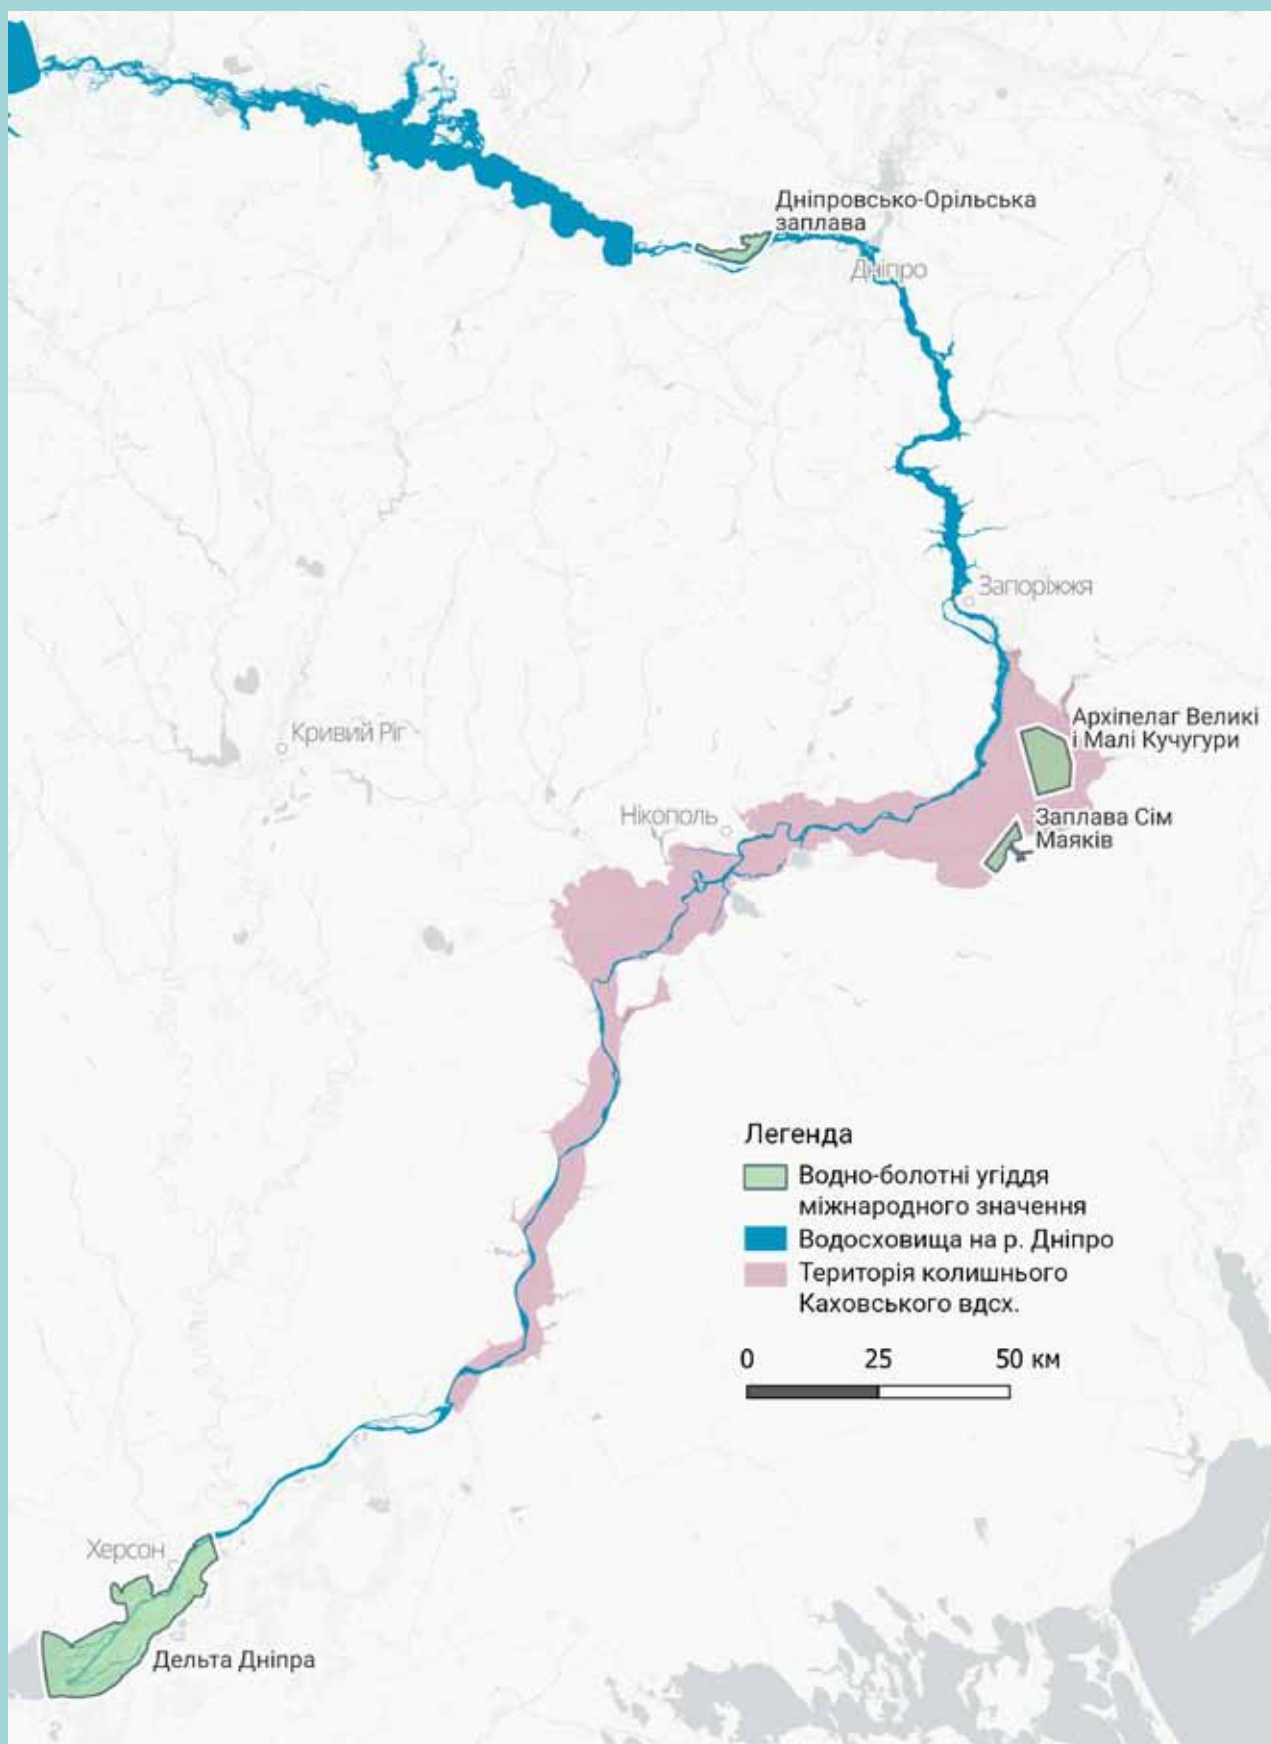 Дніпровсько-Орільська
заплава
Дніпро
Запоріжжя
Архіпелаг Великі
і Малі Кучугури
Кривий Ріг
Нікополь
Заплава Сім
Маяків
Легенда
Водно-болотні угіддя
міжнародного значення
Водосховища на р. Дніпро
Територія колишнього
Каховського вдсх.
0 25 50 км
Херсон
Дельта Дніпра